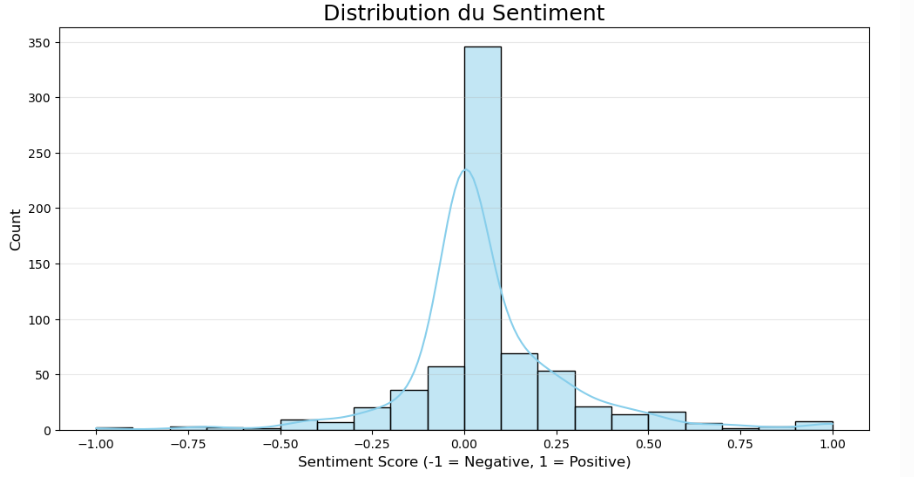 Distribution du Sentiment
350
300
250
200
150
100
50
0
Count
−1.00 −0.75 −0.50 −0.25 0.00 0.25 0.50 0.75 1.00
Sentiment Score (-1 = Negative, 1 = Positive)